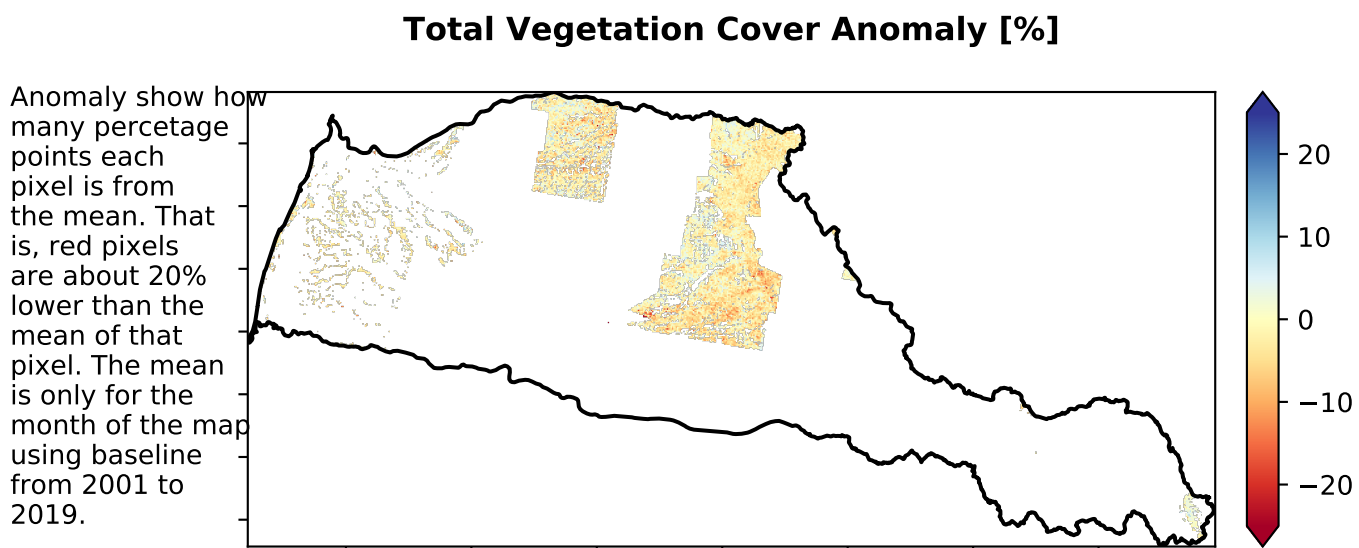 Total Vegetation Cover Anomaly [%]
Anomaly show how
many percetage
points each
pixel is from
the mean. That
is, red pixels
are about 20%
lower than the
mean of that
pixel. The mean
is only for the
month of the map
using baseline
from 2001 to
2019.
20
10
0
−10
−20